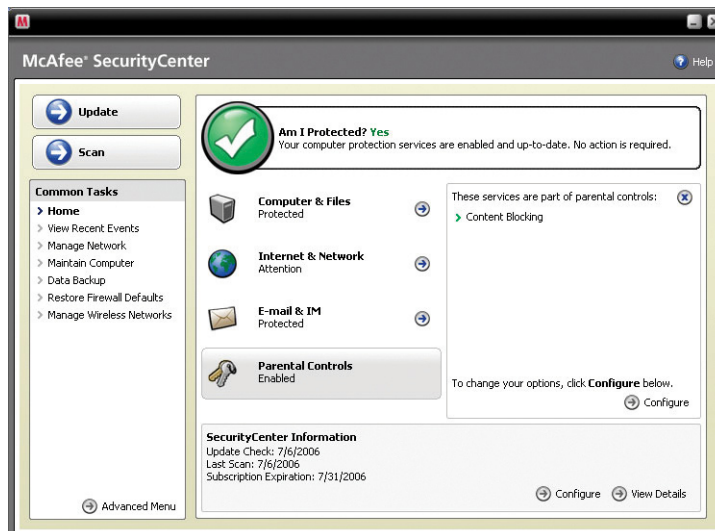 McAfee® SecurityCenter
Help
Update
Scan
Common Tasks
Home
View Recent Events
Manage Network
Maintain Computer
Data Backup
Restore Firewall Defaults
Manage Wireless Networks
Advanced Menu
Am I Protected? Yes
Your computer protection services are enabled and up-to-date. No action is required.
Computer & Files
Protected
Internet & Network
Attention
E-mail & IM
Protected
Parental Controls
Enabled
These services are part of parental controls:
Content Blocking
To change your options, click Configure below.
Configure
SecurityCenter Information
Update Check: 7/6/2006
Last Scan: 7/6/2006
Subscription Expiration: 7/31/2006
Configure
View Details